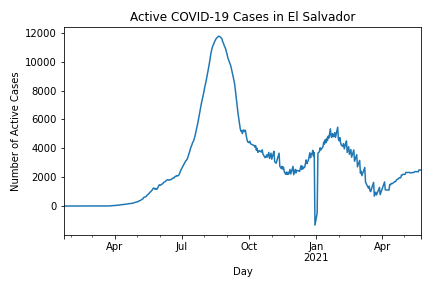 Active COVID-19 Cases in El Salvador
Number of Active Cases
12000
10000
8000
6000
4000
2000
0
Apr
Jul
Oct
Jan
2021
Apr
Day